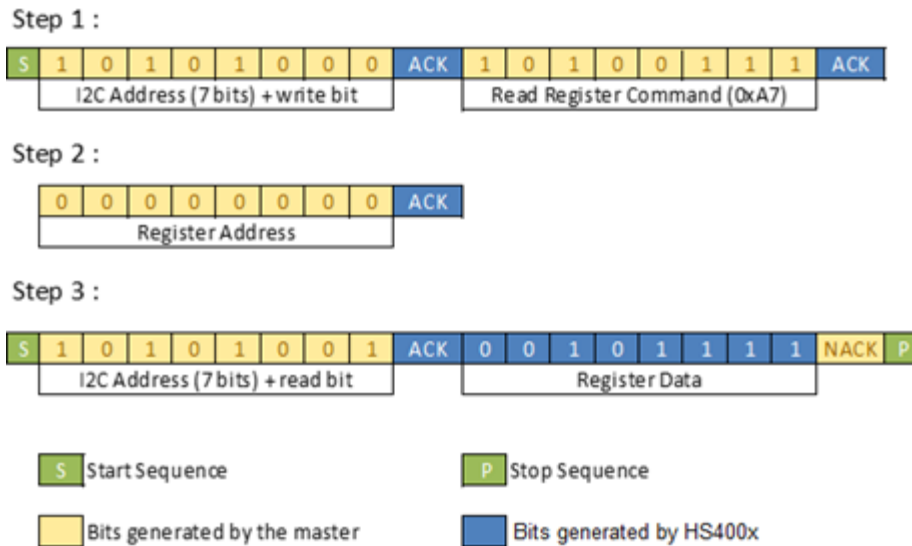 Step 1 :
S 1 0 1 0 1 0 0 0 ACK 1 0 1 0 0 1 1 1 ACK
I2C Address (7 bits) + write bit Read Register Command (0xA7)
Step 2 :
0 0 0 0 0 0 0 0 ACK
Register Address
Step 3 :
S 1 0 1 0 1 0 0 1 ACK 0 0 1 0 1 1 1 1 NACK P
I2C Address (7 bits) + read bit Register Data
S Start Sequence P Stop Sequence
Bits generated by the master Bits generated by HS400x